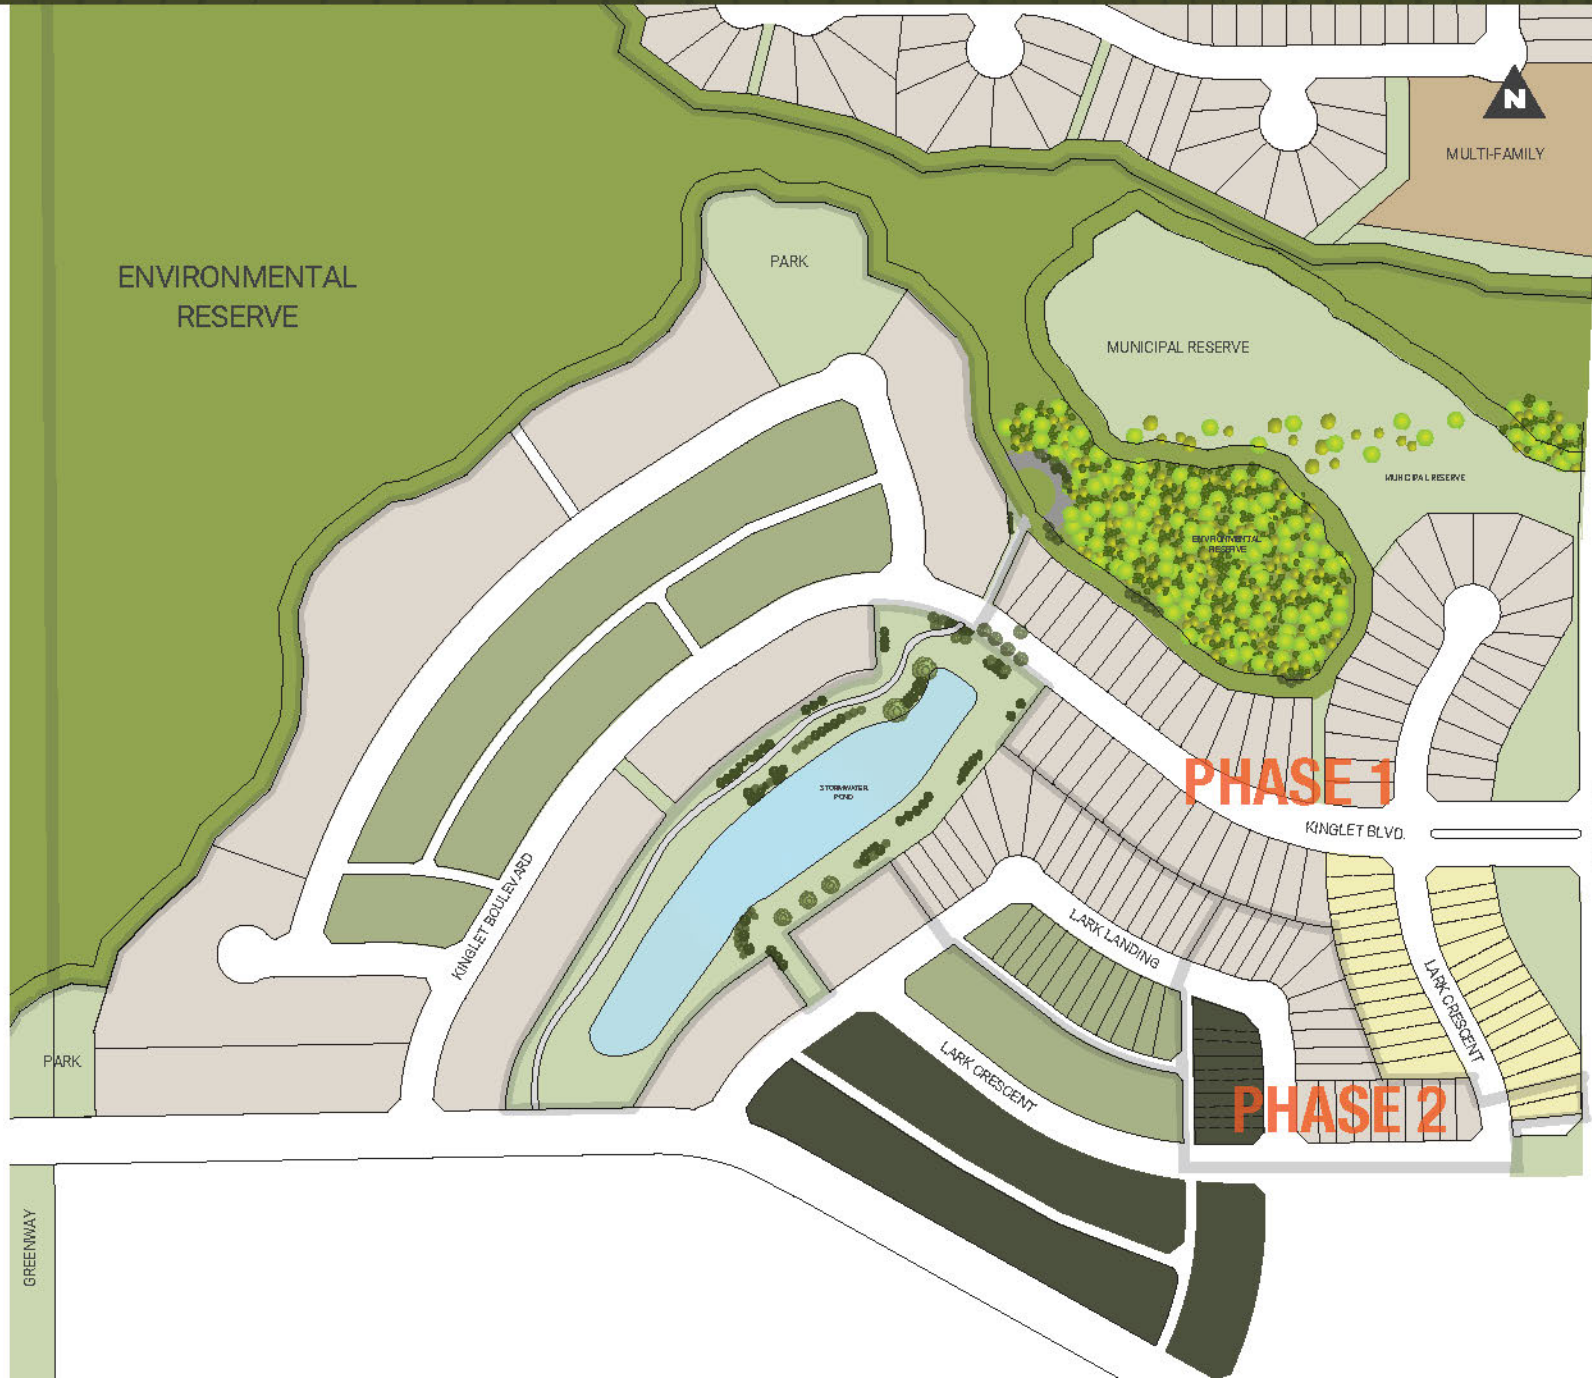 N
MULTI-FAMILY
PARK
ENVIRONMENTAL
RESERVE
MUNICIPAL RESERVE
MUNICIPAL RESERVE
ENVIRONMENTAL
RESERVE
STORMWATER
POND
PHASE 1
KINGLET BLVD.
KINGLET BOULEVARD
LARK LANDING
LARK CRESCENT
LARK CRESCENT
PARK
PHASE 2
GREENWAY